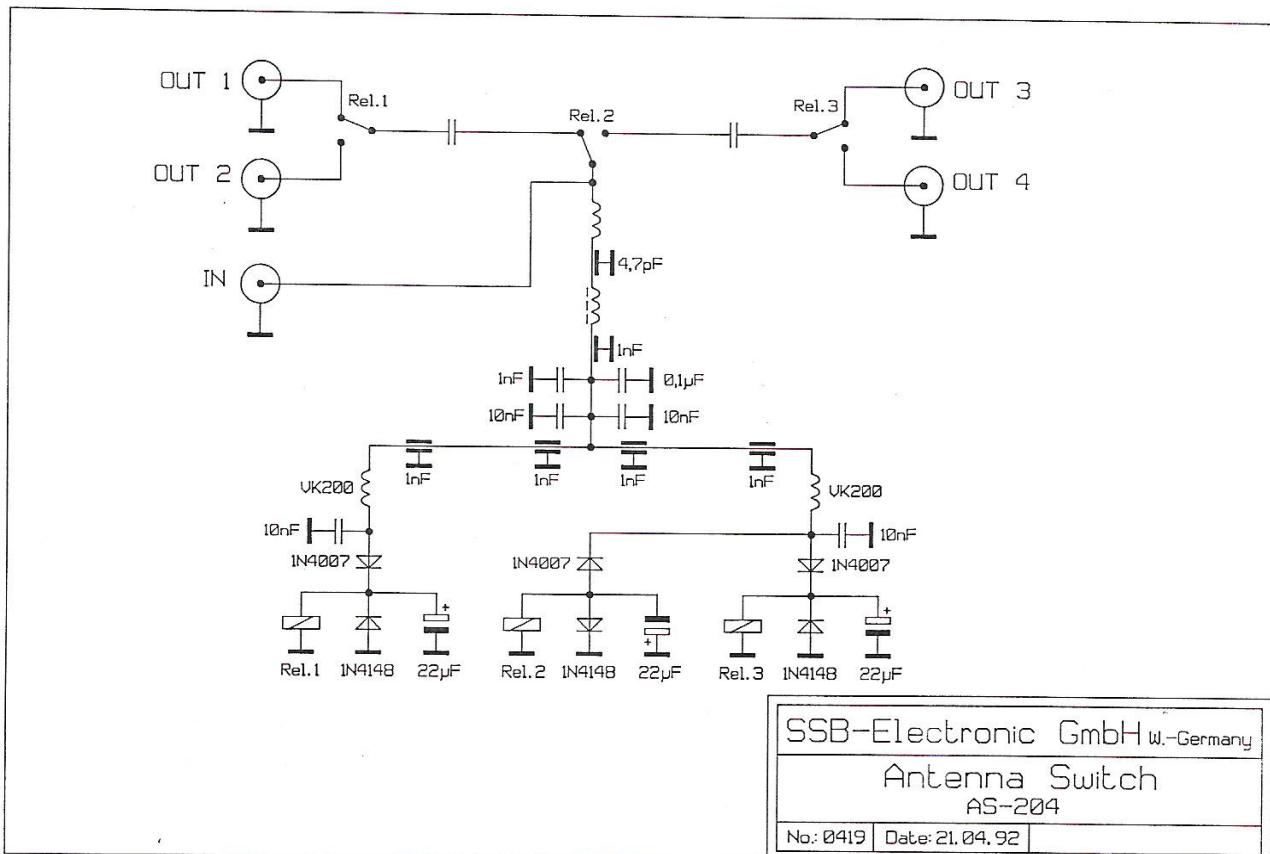 OUT 1
Rel.1
OUT 2
IN
Rel.2
Rel.3
OUT 3
OUT 4
4,7pF
1nF
1nF
0,1µF
10nF
10nF
1nF
1nF
1nF
1nF
VK200
VK200
10nF
10nF
1N4007
1N4007
1N4007
+
+
+
Rel.1
1N4148
22µF
Rel.2
1N4148
22µF
Rel.3
1N4148
22µF
SSB-Electronic GmbH W.-Germany
Antenna Switch
AS-204
No.: 0419
Date: 21.04.92